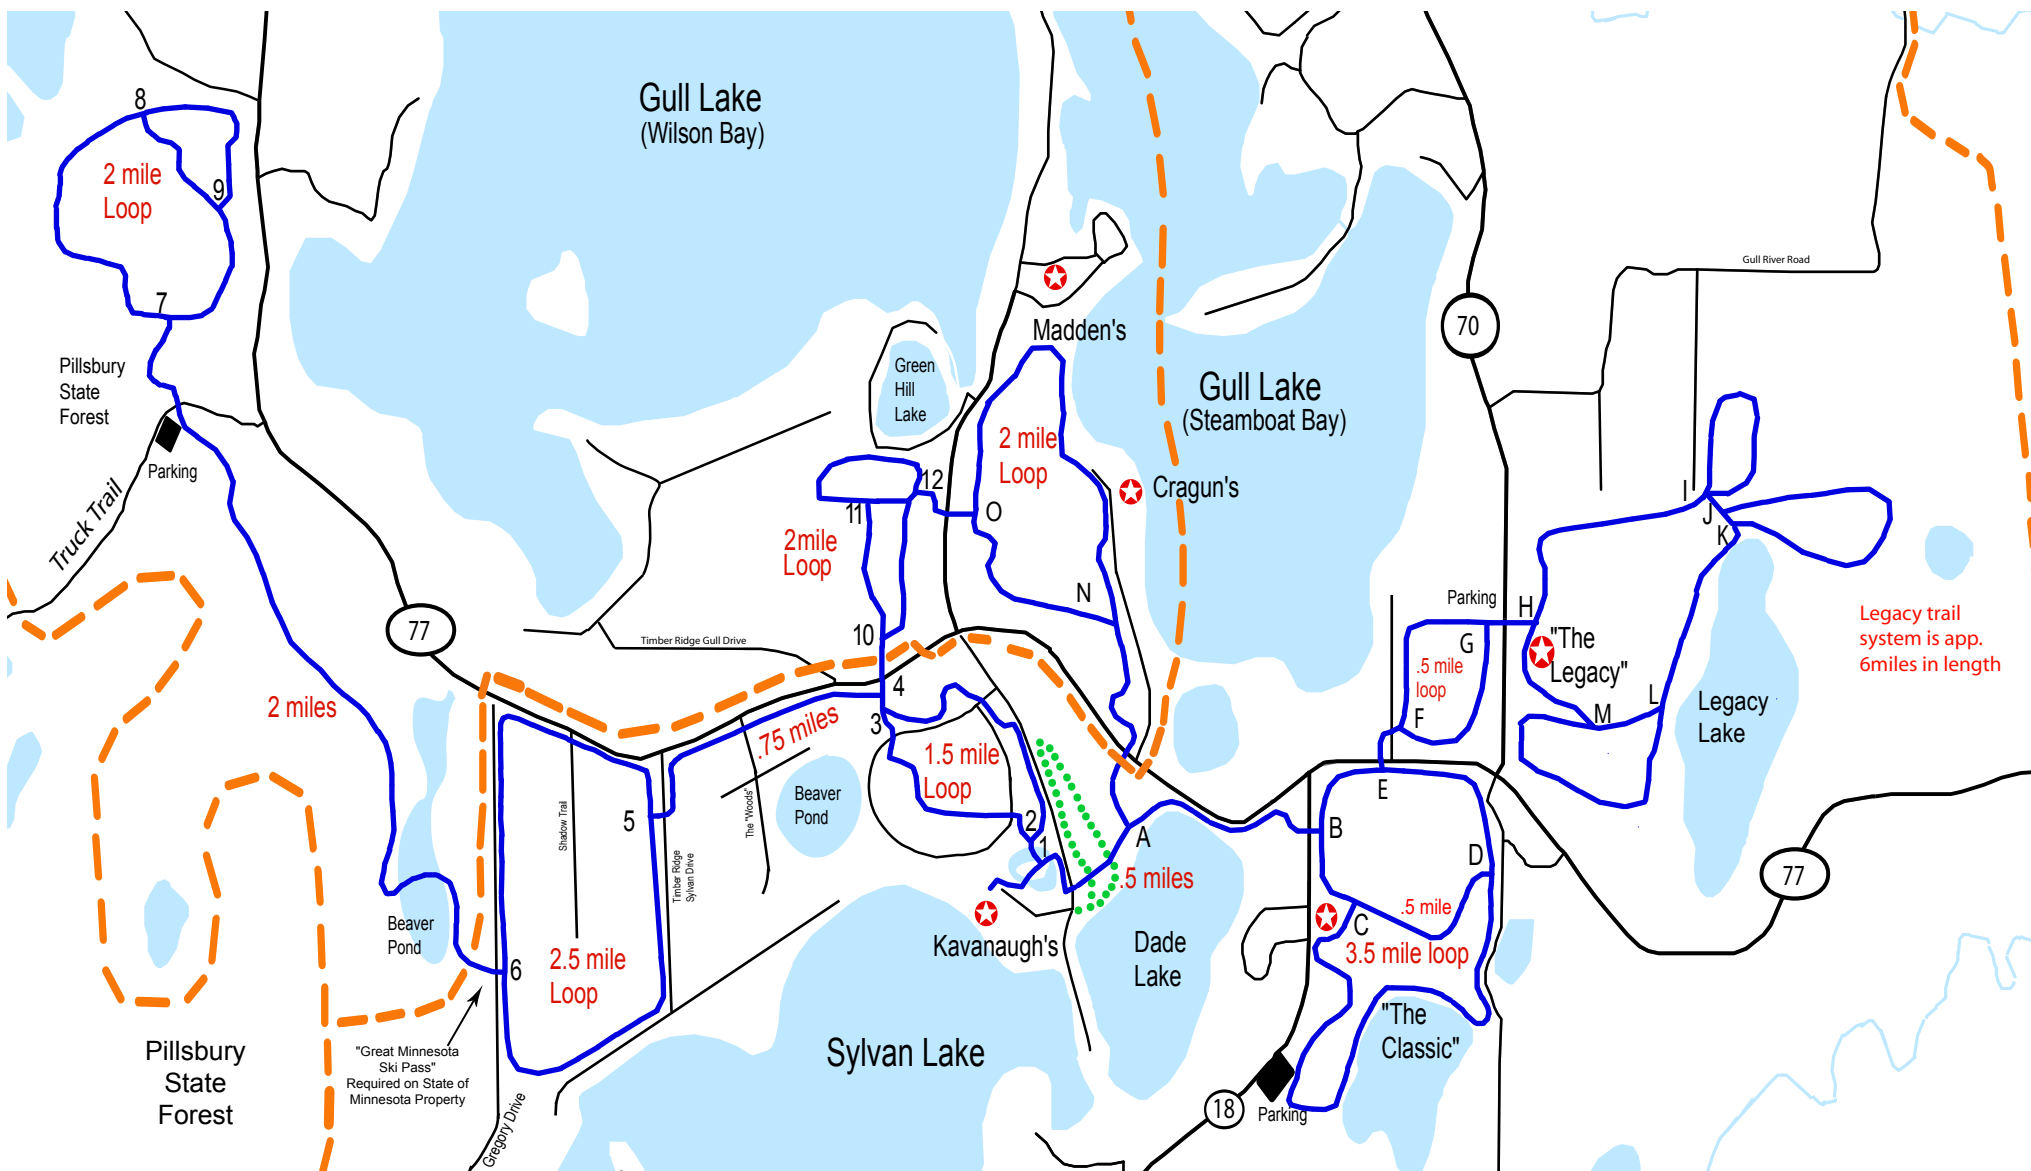 Gull Lake
(Wilson Bay)
8
2 mile
Loop
9
7
Pillsbury
State
Forest
Parking
Truck Trail
77
2 miles
Timber Ridge Gull Drive
Green
Hill
Lake
Madden's
Gull Lake
(Steamboat Bay)
2 mile
Loop
Cragun's
12
11
O
2mile
Loop
N
10
4
3
.75 miles
1.5 mile
Loop
2
1
A
.5 miles
Beaver
Pond
The "Woods"
Timber Ridge
Sylvan Drive
Shadow Trail
5
6
2.5 mile
Loop
Beaver
Pond
"Great Minnesota
Ski Pass"
Required on State of
Minnesota Property
Pillsbury
State
Forest
Gregory Drive
Kavanaugh's
Sylvan Lake
Dade
Lake
70
Gull River Road
I
J
K
Parking
H
G
.5 mile
loop
F
"The
Legacy"
M
L
Legacy
Lake
Legacy trail
system is app.
6miles in length
E
B
D
.5 mile
C
3.5 mile loop
"The
Classic"
18
Parking
77